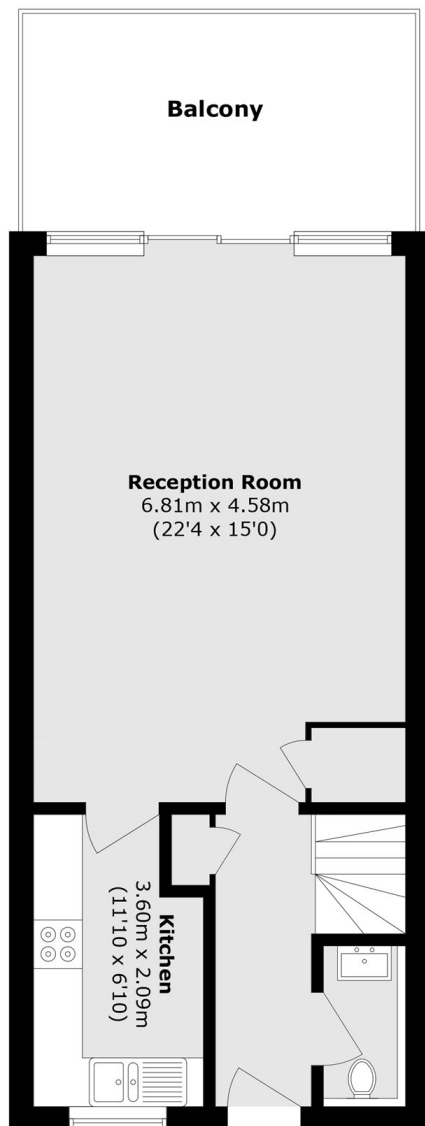 Balcony
Reception Room
6.81m x 4.58m
(22'4 x 15'0)
Kitchen
3.60m x 2.09m
(11'10 x 6'10)